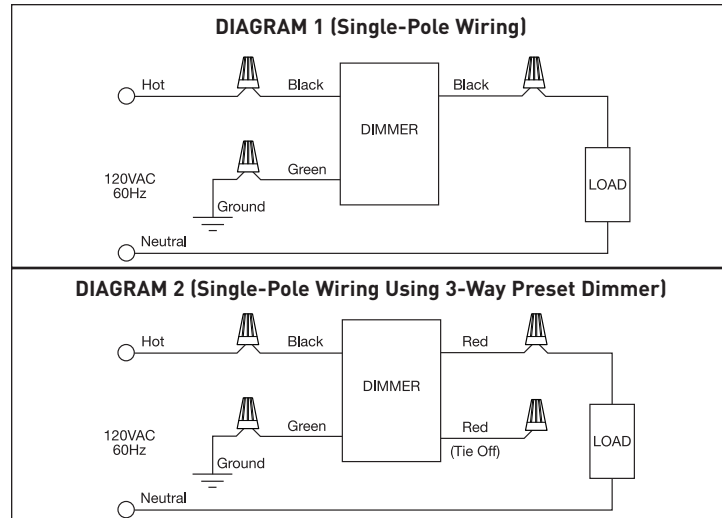 DIAGRAM 1 (Single-Pole Wiring)
Hot
Black
Black
DIMMER
Green
120VAC
60Hz
Ground
LOAD
Neutral
DIAGRAM 2 (Single-Pole Wiring Using 3-Way Preset Dimmer)
Hot
Black
Red
DIMMER
Green
Red
(Tie Off)
120VAC
60Hz
Ground
LOAD
Neutral